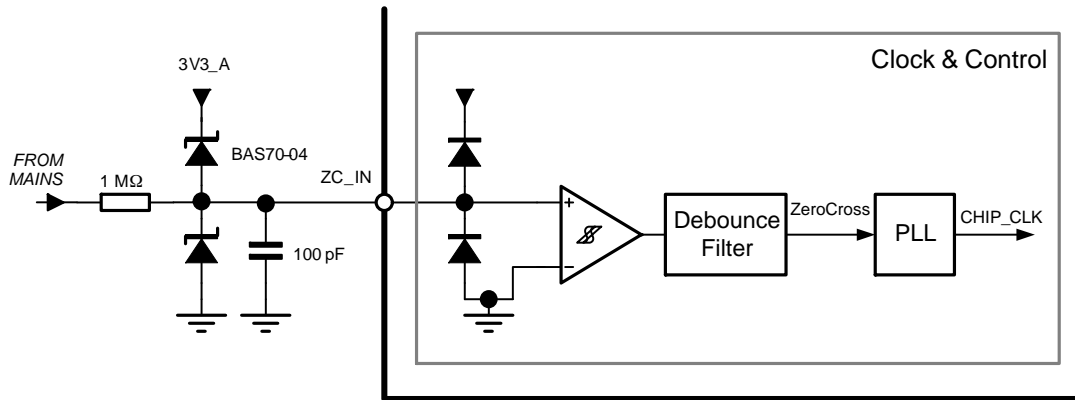 Clock & Control
3V3_A
BAS70-04
FROM
MAINS
1 MΩ
ZC_IN
100 pF
+
−
Debounce
Filter
ZeroCross
PLL
CHIP_CLK